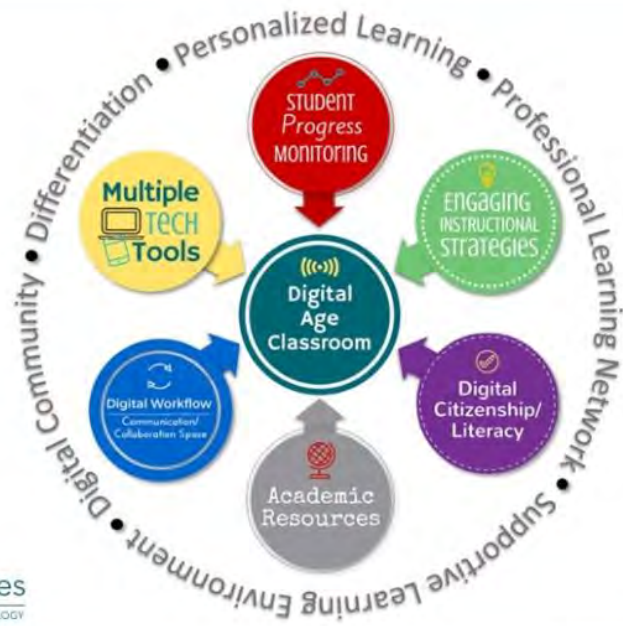 Differentiation • Personalized Learning • Professional Learning Network • Supportive Learning Environment • Digital Community •
STUDENT
Progress
MONITORING
Multiple
TECH
Tools
ENGAGING
INSTRUCTIONAL
STRATEGIES
Digital
Age
Classroom
Digital Workflow
Communication/
Collaboration Space
Digital
Citizenship/
Literacy
Academic
Resources